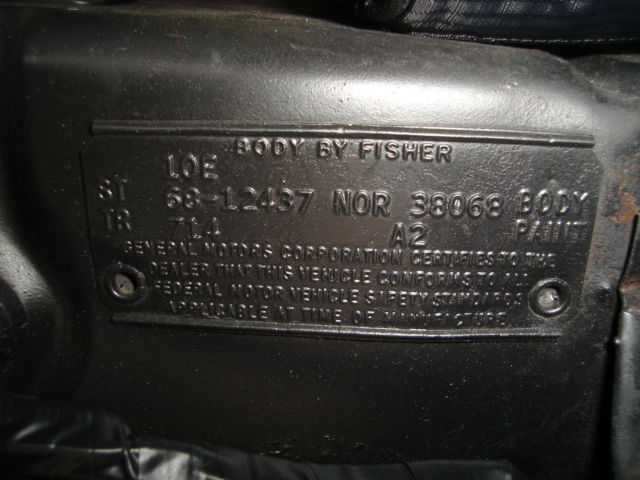 BODY BY FISHER
10E
ST 68-12437 NOR 38068 BODY
TR 714 A2 PAINT
GENERAL MOTORS CORPORATION CERTIFIES TO THE
DEALER THAT THIS VEHICLE CONFORMS TO ALL
FEDERAL MOTOR VEHICLE SAFETY STANDARDS
APPLICABLE AT TIME OF MANUFACTURE